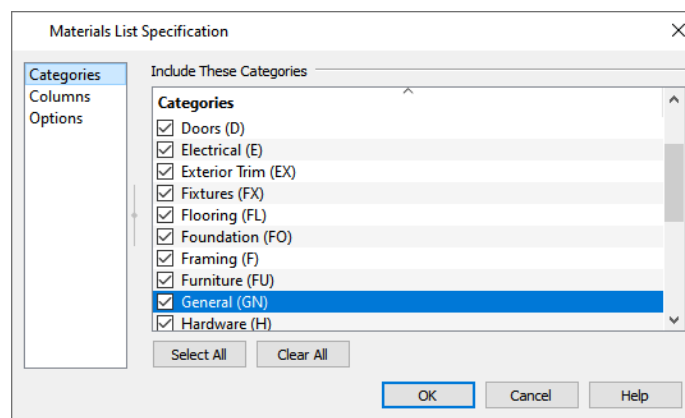 Materials List Specification
Categories
Columns
Options
Include These Categories
Categories
Doors (D)
Electrical (E)
Exterior Trim (EX)
Fixtures (FX)
Flooring (FL)
Foundation (FO)
Framing (F)
Furniture (FU)
General (GN)
Hardware (H)
Select All Clear All
OK Cancel Help